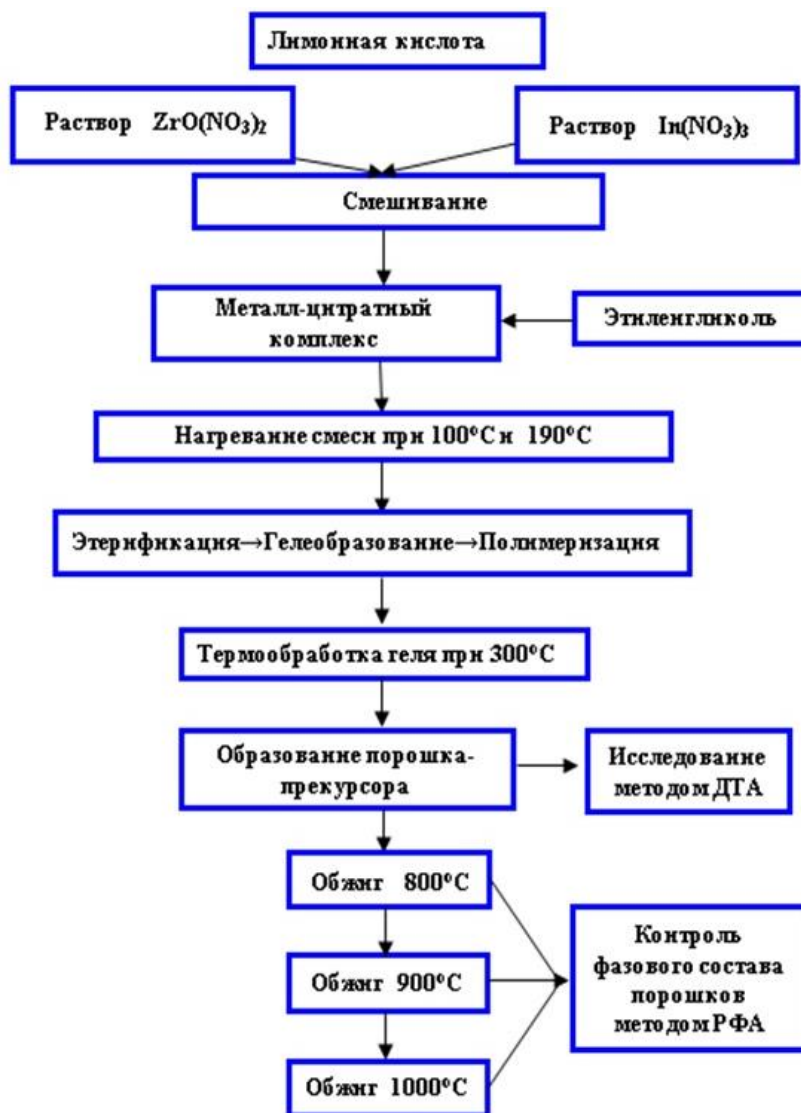 Лимонная кислота
Раствор ZrO(NO₃)₂
Раствор In(NO₃)₃
Смешивание
Металл-цитратный
комплекс
Этиленгликоль
Нагревание смеси при 100°С и 190°С
Этерификация→Гелеобразование→Полимеризация
Термообработка геля при 300°С
Образование порошка-
прекурсора
Исследование
методом ДТА
Обжиг 800°С
Обжиг 900°С
Обжиг 1000°С
Контроль
фазового состава
порошков
методом РФА